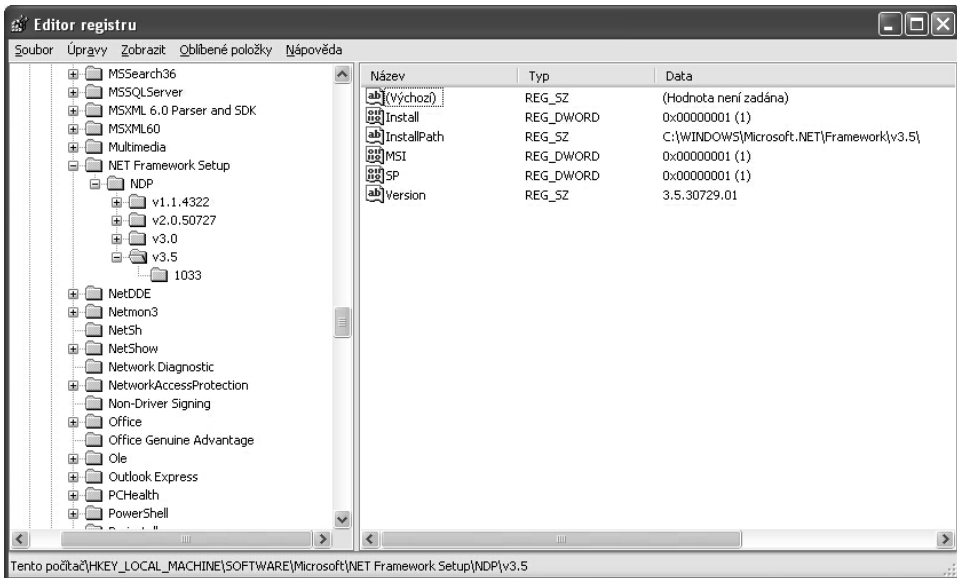 Editor registru
Soubor Úpravy Zobrazit Oblíbené položky Nápověda
MSSearch36
MSSQLServer
MSXML 6.0 Parser and SDK
MSXML60
Multimedia
NET Framework Setup
NDP
v1.1.4322
v2.0.50727
v3.0
v3.5
1033
NetDDE
Netmon3
NetSh
NetShow
Network Diagnostic
NetworkAccessProtection
Non-Driver Signing
Office
Office Genuine Advantage
Ole
Outlook Express
PCHealth
PowerShell
Název Typ Data
(Výchozí) REG_SZ (Hodnota není zadána)
Install REG_DWORD 0x00000001 (1)
InstallPath REG_SZ C:\WINDOWS\Microsoft.NET\Framework\v3.5\
MSI REG_DWORD 0x00000001 (1)
SP REG_DWORD 0x00000001 (1)
Version REG_SZ 3.5.30729.01
Tento počítač\HKEY_LOCAL_MACHINE\SOFTWARE\Microsoft\NET Framework Setup\NDP\v3.5